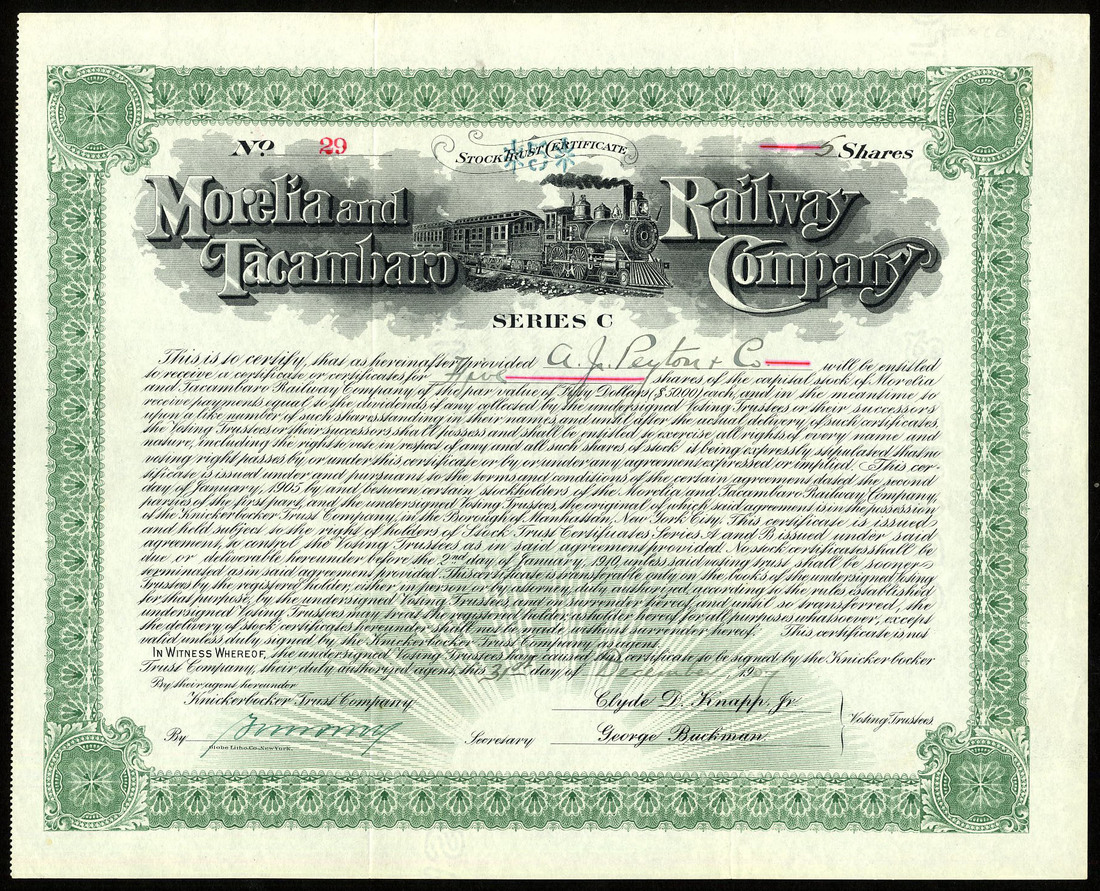 No. 29
STOCK TRUST CERTIFICATE
5 Shares
Morelia and Tacambaro
Railway Company
SERIES C
This is to certify, that as hereinafter provided A. J. Peyton & Co will be entitled
to receive a certificate or certificates for Five shares of the capital stock of Morelia
and Tacambaro Railway Company, of the par value of Fifty Dollars ($50.00) each, and in the meantime to
receive payments equal to the dividends if any collected by the undersigned Voting Trustees or their successors
upon a like number of such shares standing in their names, and until after the actual delivery of such certificates,
the Voting Trustees or their successors shall possess and shall be entitled to exercise all rights of every name and
nature, including the right to vote in respect of any and all such shares of stock it being expressly stipulated that no
voting right passes by or under this certificate or by or under any agreement expressed or implied. This cer-
tificate is issued under and pursuant to the terms and conditions of the certain agreement dated the second
day of January, 1905 by and between certain stockholders of the Morelia and Tacambaro Railway Company,
parties of the first part, and the undersigned Voting Trustees, the original of which said agreement is in the possession
of the Knickerbocker Trust Company, in the Borough of Manhattan, New York City. This certificate is issued
and held subject to the right of holders of Stock Trust Certificates Series A and B issued under said
agreement, to control the Voting Trustees as in said agreement provided. No stock certificates shall be
due or deliverable hereunder before the 2nd day of January, 1910, unless said voting trust shall be sooner
terminated as in said agreement provided. This certificate is transferable only on the books of the undersigned Voting
Trustees by the registered holder, either in person or by attorney duly authorized, according to the rules established
for that purpose, by the undersigned Voting Trustees and on surrender hereof, and until so transferred, the
undersigned Voting Trustees may treat the registered holder as holder hereof for all purposes whatsoever, except
the delivery of stock certificates hereunder shall not be made without surrender hereof. This certificate is not
valid unless duly signed by the Knickerbocker Trust Company as agent.
IN WITNESS WHEREOF, the undersigned Voting Trustees have caused this certificate to be signed by the Knickerbocker
Trust Company, their duly authorized agent, this 31st day of December 1907
By their agent hereunder
Knickerbocker Trust Company
Clyde D. Knapp, Jr
Voting Trustees
By
Secretary
George Buckman.
Globe Litho. Co. New York.